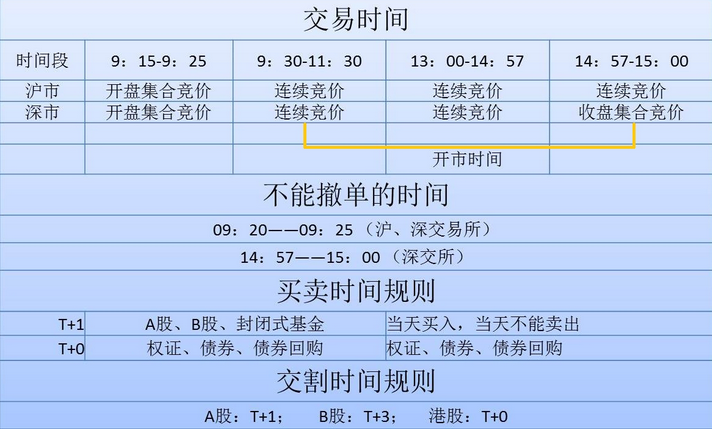 交易时间
时间段 9：15-9：25 9：30-11：30 13：00-14：57 14：57-15：00
沪市 开盘集合竞价 连续竞价 连续竞价 连续竞价
深市 开盘集合竞价 连续竞价 连续竞价 收盘集合竞价
开市时间
不能撤单的时间
09：20——09：25（沪、深交易所）
14：57——15：00（深交所）
买卖时间规则
T+1 A股、B股、封闭式基金 当天买入，当天不能卖出
T+0 权证、债券、债券回购 权证、债券、债券回购
交割时间规则
A股：T+1； B股：T+3； 港股：T+0